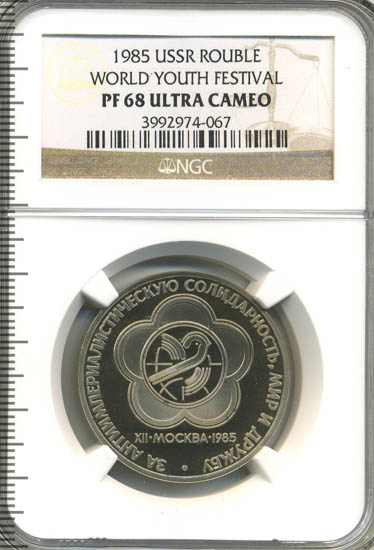 1985 USSR ROUBLE
WORLD YOUTH FESTIVAL
PF 68 ULTRA CAMEO
3992974-067
NGC
ЗА АНТИИМПЕРИАЛИСТИЧЕСКУЮ СОЛИДАРНОСТЬ, МИР И ДРУЖБУ
XII·МОСКВА·1985